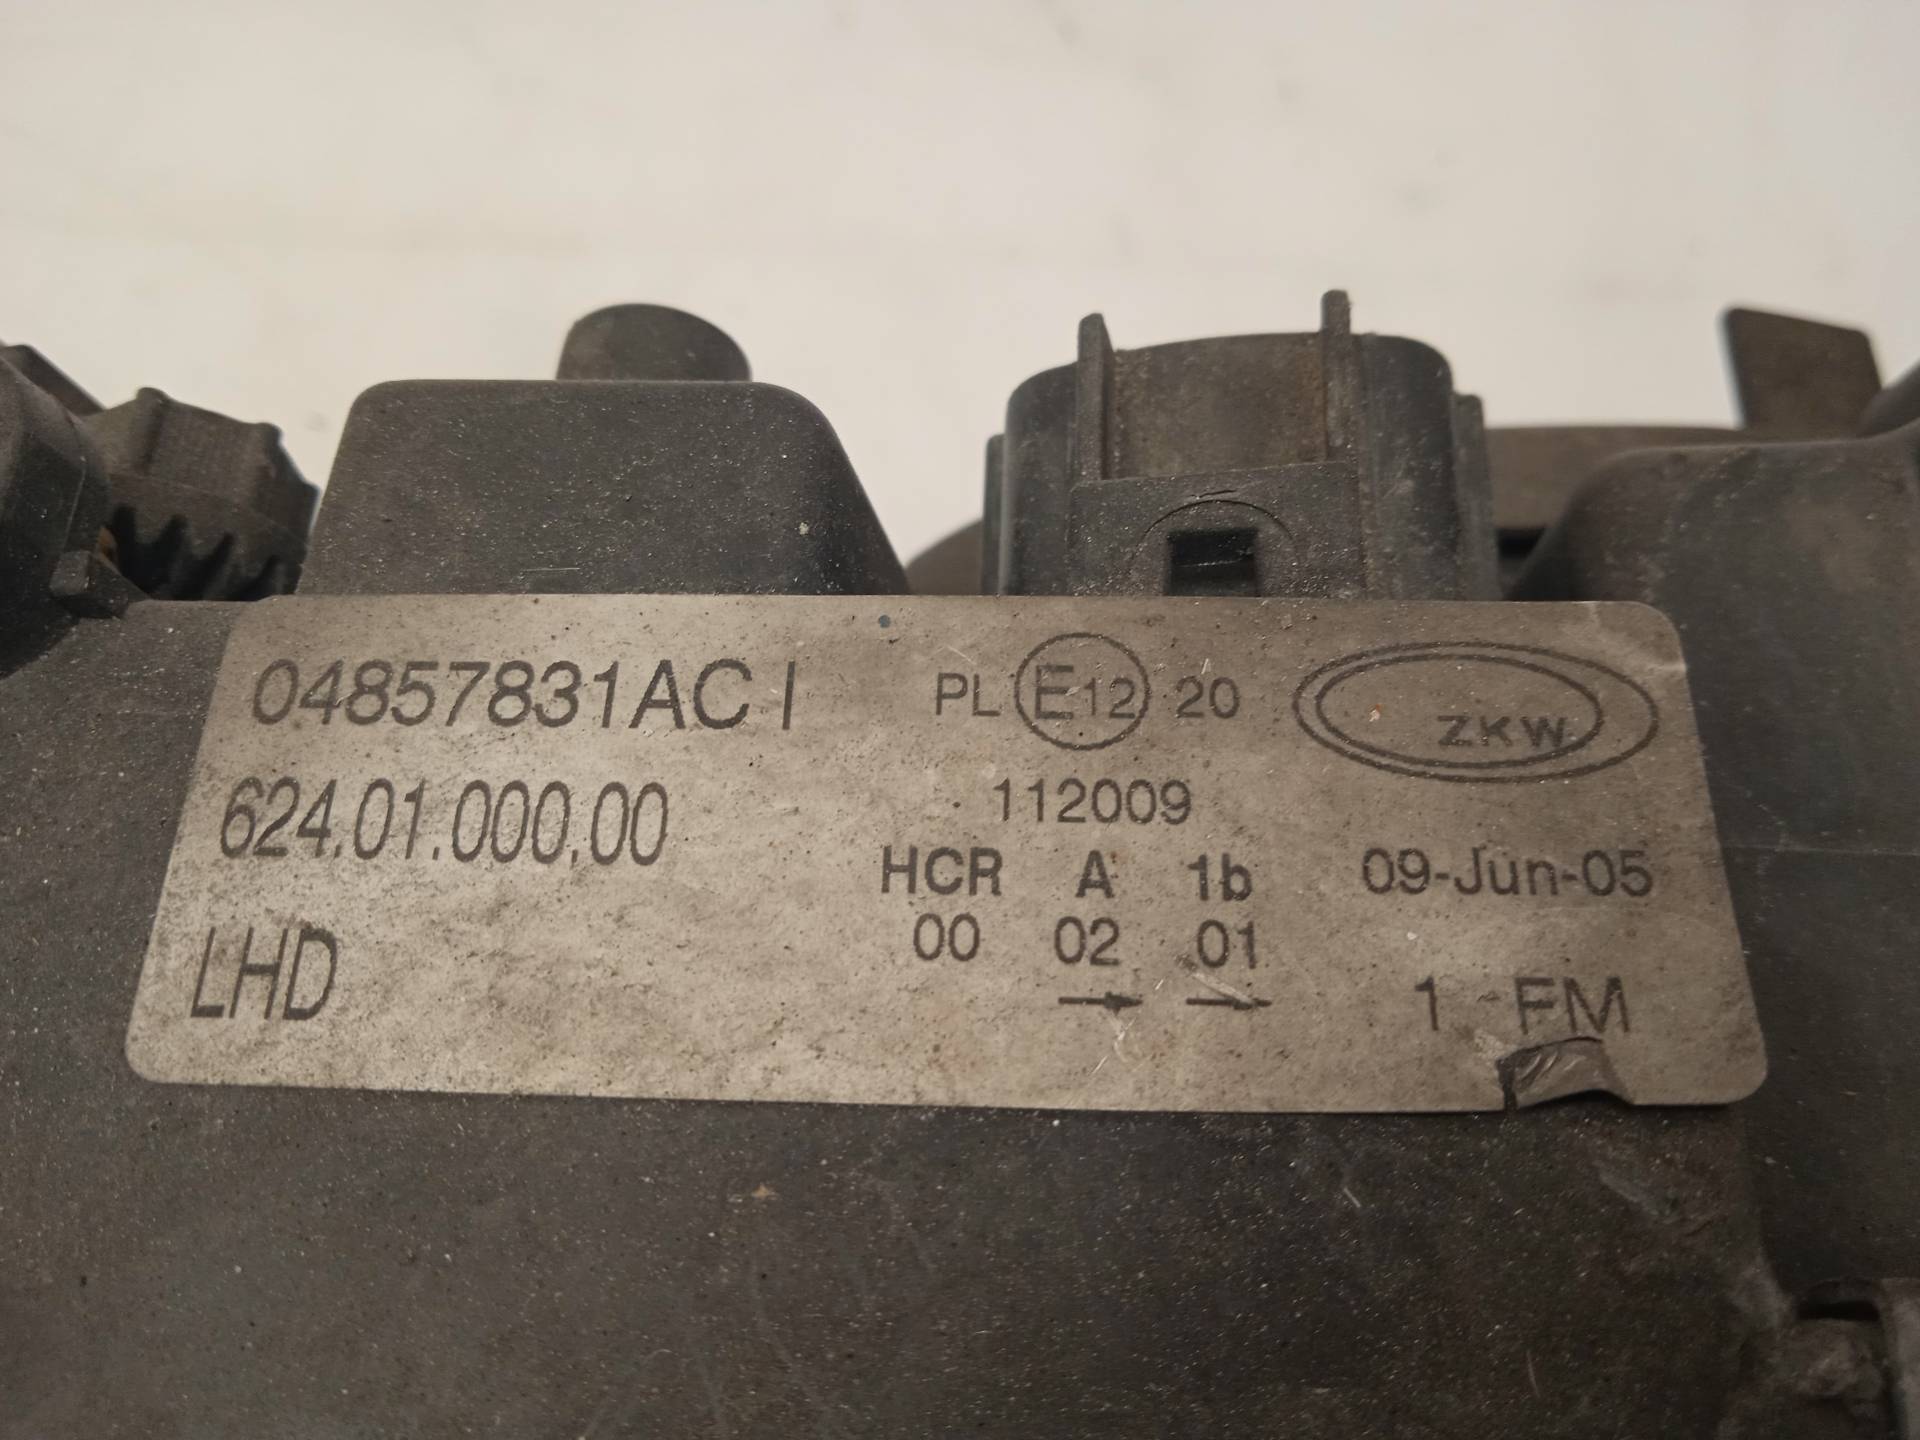 04857831AC I
PL E12 20
ZKW
624.01.000.00
112009
HCR A 1b
09-Jun-05
00 02 01
LHD
→ →
1 FM